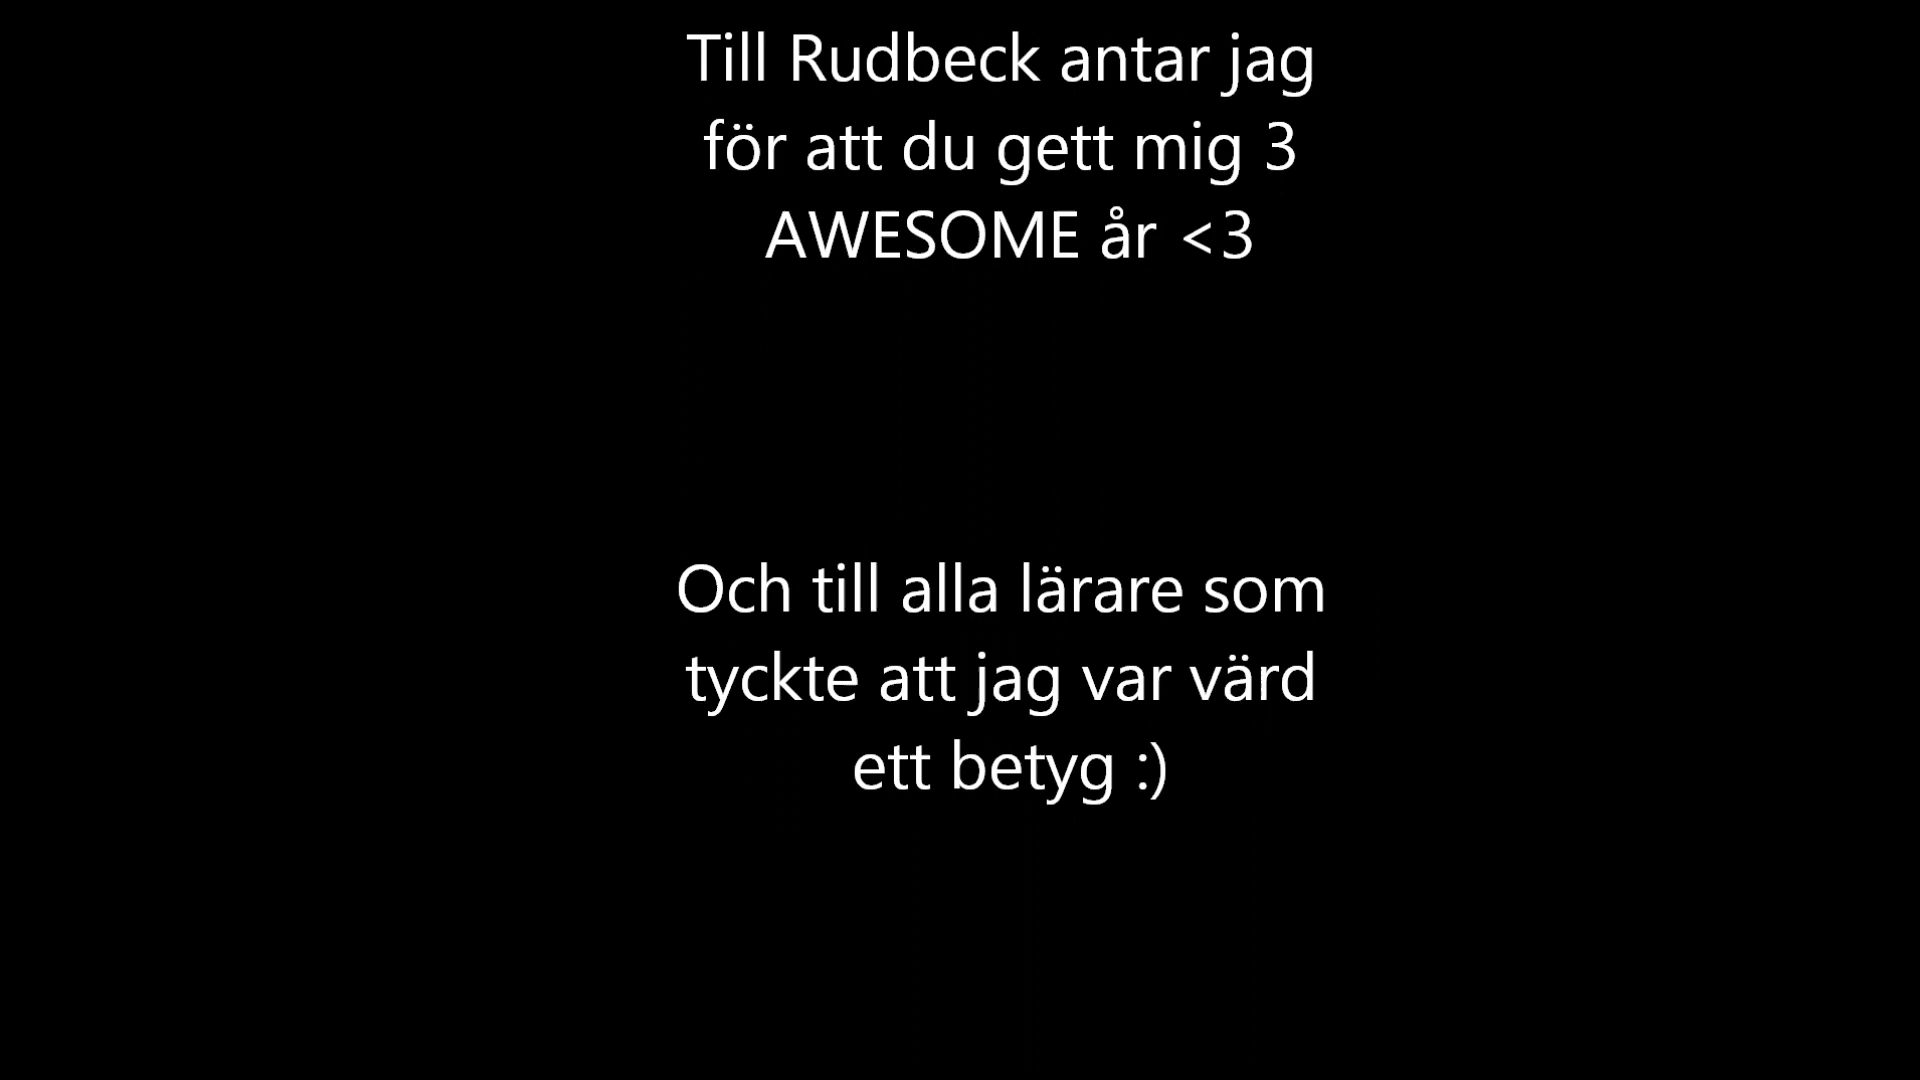 Till Rudbeck antar jag
för att du gett mig 3
AWESOME år <3
Och till alla lärare som
tyckte att jag var värd
ett betyg :)